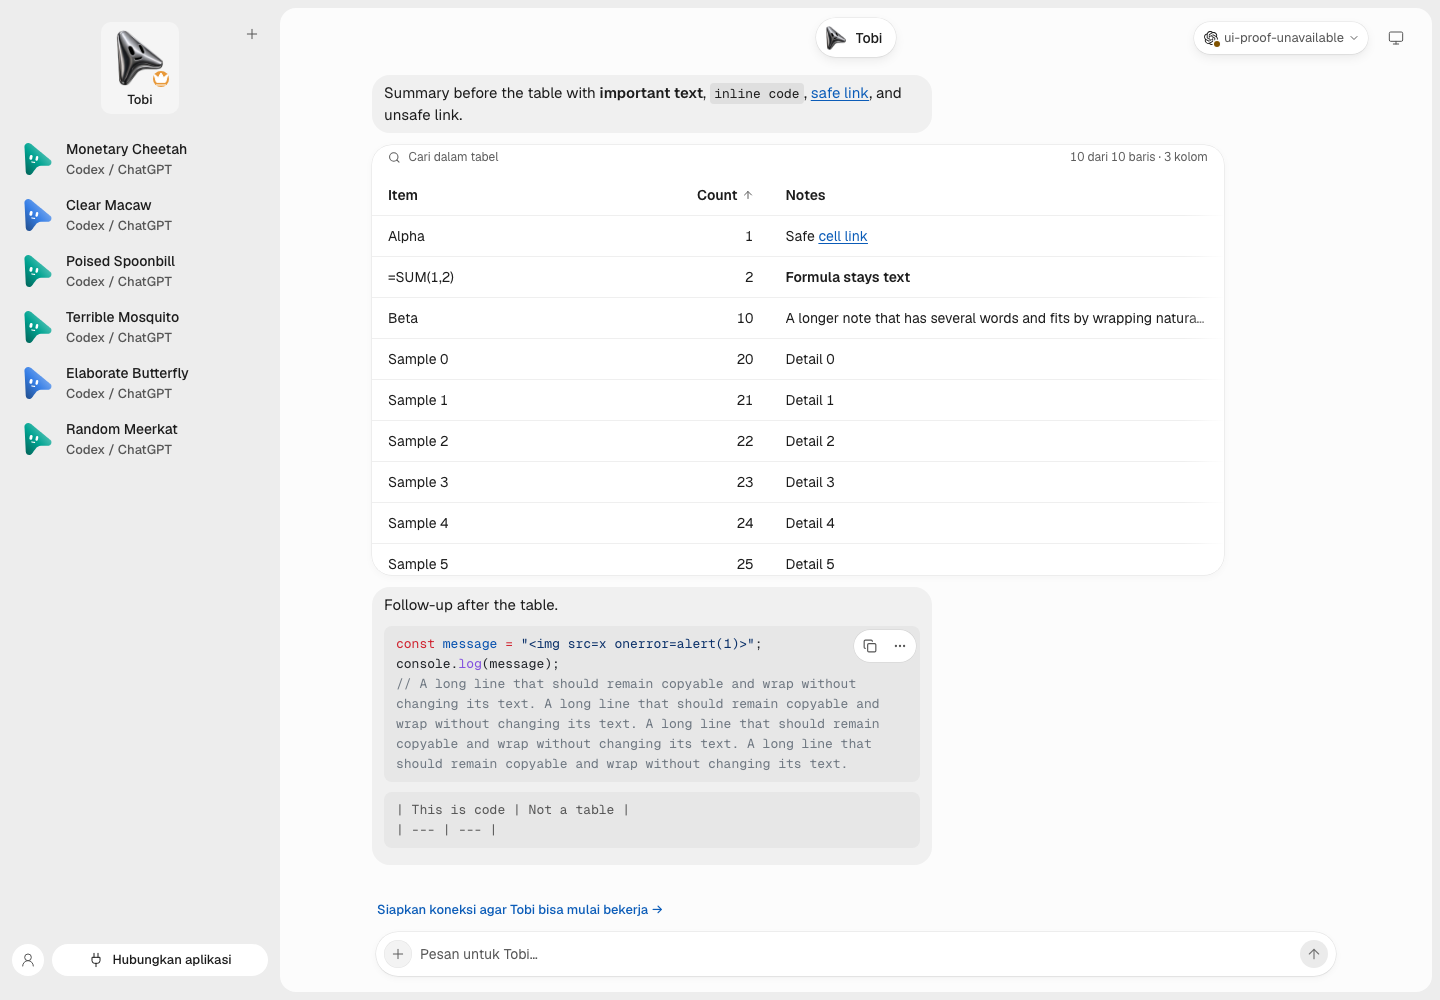 Tobi
Monetary Cheetah
Codex / ChatGPT
Clear Macaw
Codex / ChatGPT
Poised Spoonbill
Codex / ChatGPT
Terrible Mosquito
Codex / ChatGPT
Elaborate Butterfly
Codex / ChatGPT
Random Meerkat
Codex / ChatGPT
Hubungkan aplikasi
Tobi
ui-proof-unavailable
Summary before the table with important text, inline code, safe link, and
unsafe link.
Cari dalam tabel
10 dari 10 baris · 3 kolom
Item Count ↑ Notes
Alpha 1 Safe cell link
=SUM(1,2) 2 Formula stays text
Beta 10 A longer note that has several words and fits by wrapping natura...
Sample 0 20 Detail 0
Sample 1 21 Detail 1
Sample 2 22 Detail 2
Sample 3 23 Detail 3
Sample 4 24 Detail 4
Sample 5 25 Detail 5
Follow-up after the table.
const message = "<img src=x onerror=alert(1)>";
console.log(message);
// A long line that should remain copyable and wrap without
changing its text. A long line that should remain copyable and
wrap without changing its text. A long line that should remain
copyable and wrap without changing its text. A long line that
should remain copyable and wrap without changing its text.
| This is code | Not a table |
| --- | --- |
Siapkan koneksi agar Tobi bisa mulai bekerja →
Pesan untuk Tobi...